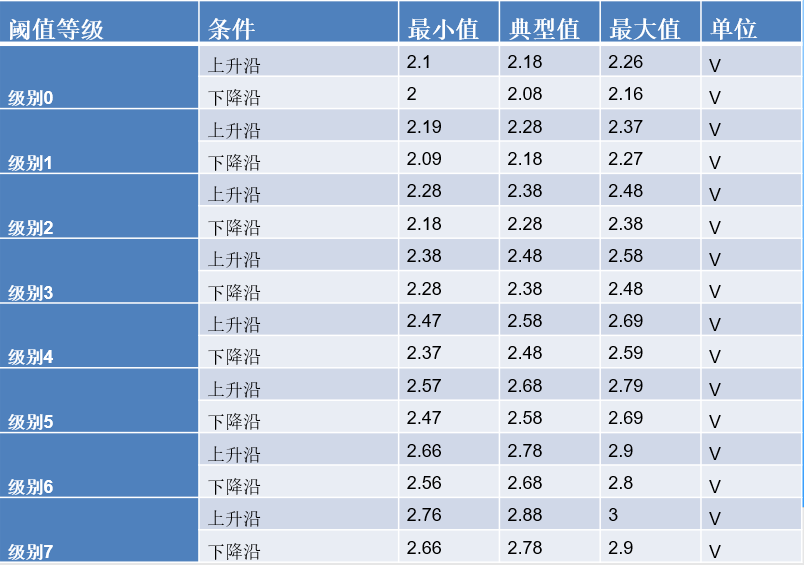 阈值等级 条件 最小值 典型值 最大值 单位
级别0 上升沿 2.1 2.18 2.26 V
下降沿 2 2.08 2.16 V
级别1 上升沿 2.19 2.28 2.37 V
下降沿 2.09 2.18 2.27 V
级别2 上升沿 2.28 2.38 2.48 V
下降沿 2.18 2.28 2.38 V
级别3 上升沿 2.38 2.48 2.58 V
下降沿 2.28 2.38 2.48 V
级别4 上升沿 2.47 2.58 2.69 V
下降沿 2.37 2.48 2.59 V
级别5 上升沿 2.57 2.68 2.79 V
下降沿 2.47 2.58 2.69 V
级别6 上升沿 2.66 2.78 2.9 V
下降沿 2.56 2.68 2.8 V
级别7 上升沿 2.76 2.88 3 V
下降沿 2.66 2.78 2.9 V